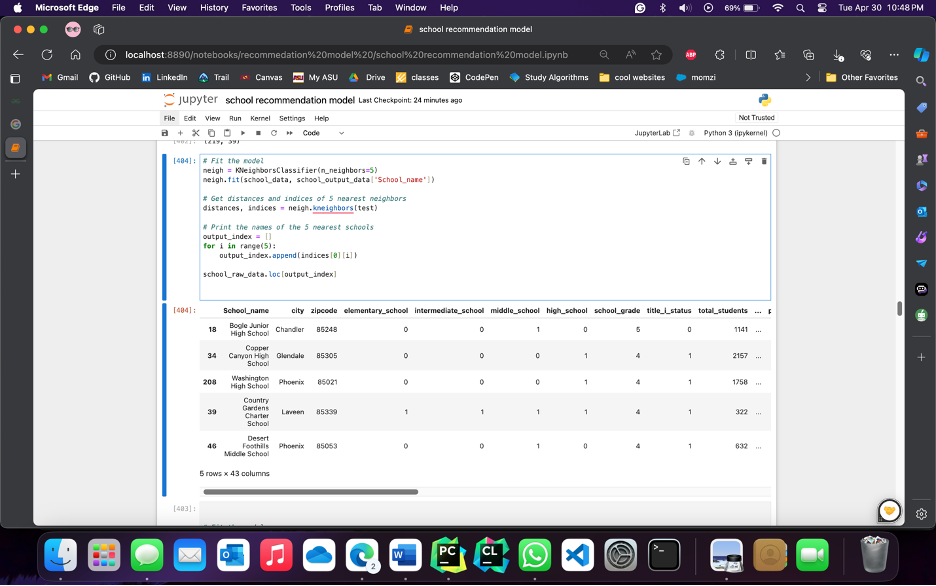 Microsoft Edge File Edit View History Favorites Tools Profiles Tab Window Help 69% Tue Apr 30 10:48 PM
school recommendation model
localhost:8890/notebooks/recommedation%20model%20/school%20recommendation%20model.ipynb
Gmail GitHub LinkedIn Trail Canvas My ASU Drive classes CodePen Study Algorithms cool websites momzi Other Favorites
jupyter school recommendation model Last Checkpoint: 24 minutes ago
File Edit View Run Kernel Settings Help Not Trusted
Code JupyterLab Python 3 (ipykernel)
(219, 39)
[404]: # Fit the model
neigh = KNeighborsClassifier(n_neighbors=5)
neigh.fit(school_data, school_output_data['School_name'])
# Get distances and indices of 5 nearest neighbors
distances, indices = neigh.kneighbors(test)
# Print the names of the 5 nearest schools
output_index = []
for i in range(5):
output_index.append(indices[0][i])
school_raw_data.loc[output_index]
[404]: School_name city zipcode elementary_school intermediate_school middle_school high_school school_grade title_i_status total_students ... p
18 Bogle Junior High School Chandler 85248 0 0 1 0 5 0 1141 ...
34 Copper Canyon High School Glendale 85305 0 0 0 1 4 1 2157 ...
208 Washington High School Phoenix 85021 0 0 0 1 4 1 1758 ...
39 Country Gardens Charter School Laveen 85339 1 1 1 1 4 1 322 ...
46 Desert Foothills Middle School Phoenix 85053 0 0 1 0 4 1 632 ...
5 rows × 43 columns
[403]: